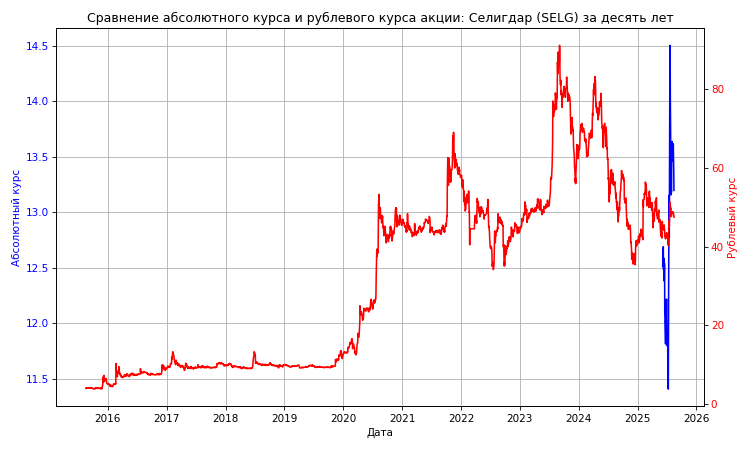 Сравнение абсолютного курса и рублевого курса акции: Селигдар (SELG) за десять лет
14.5
14.0
13.5
13.0
12.5
12.0
11.5
Абсолютный курс
80
60
40
20
0
Рублевый курс
2016 2017 2018 2019 2020 2021 2022 2023 2024 2025 2026
Дата